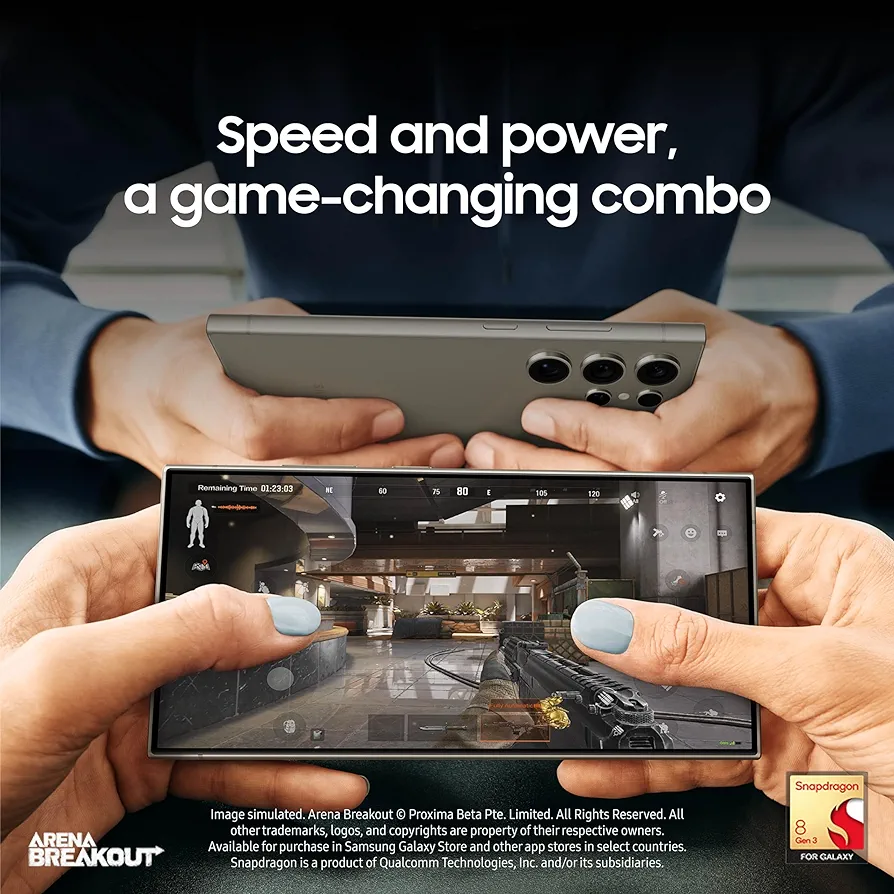 Speed and power,
a game-changing combo
Remaining Time 01:23:03
NE 60 75 80 E 105 120
Fully Automatic
Image simulated. Arena Breakout © Proxima Beta Pte. Limited. All Rights Reserved. All
other trademarks, logos, and copyrights are property of their respective owners.
Available for purchase in Samsung Galaxy Store and other app stores in select countries.
Snapdragon is a product of Qualcomm Technologies, Inc. and/or its subsidiaries.
ARENA
BREAKOUT
Snapdragon
8
Gen 3
FOR GALAXY